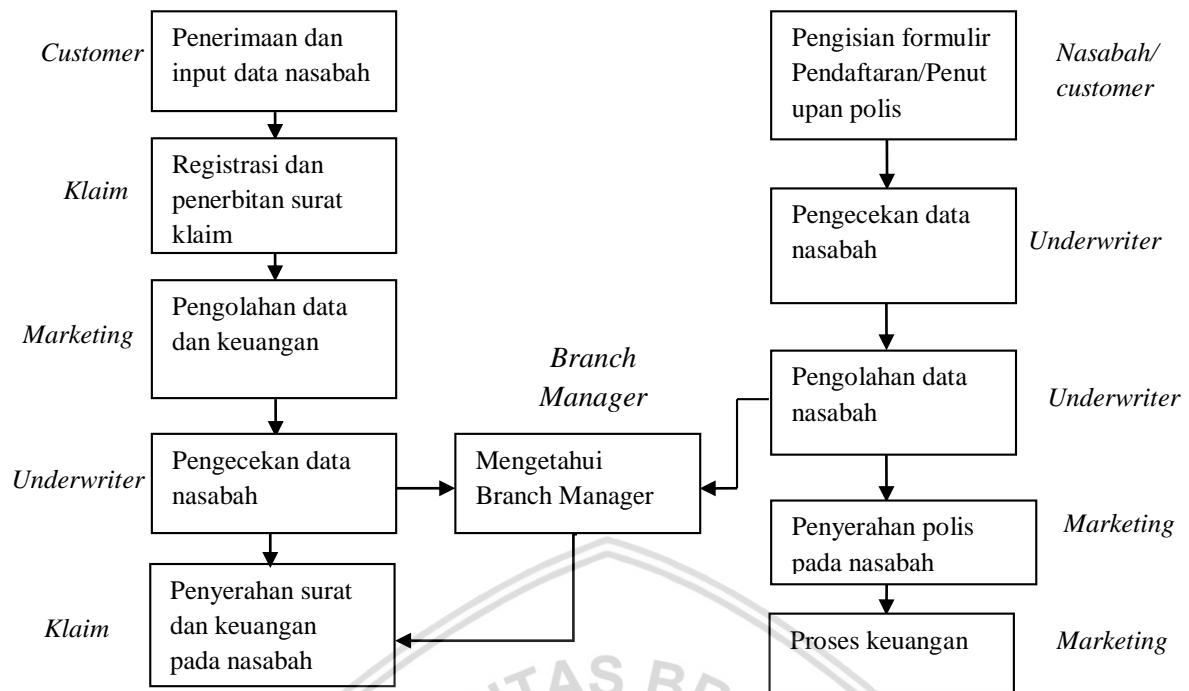 Customer
Penerimaan dan
input data nasabah
Klaim
Registrasi dan
penerbitan surat
klaim
Marketing
Pengolahan data
dan keuangan
Underwriter
Pengecekan data
nasabah
Klaim
Penyerahan surat
dan keuangan
pada nasabah
Branch
Manager
Mengetahui
Branch Manager
Pengisian formulir
Pendaftaran/Penut
upan polis
Nasabah/
customer
Pengecekan data
nasabah
Underwriter
Pengolahan data
nasabah
Underwriter
Penyerahan polis
pada nasabah
Marketing
Proses keuangan
Marketing